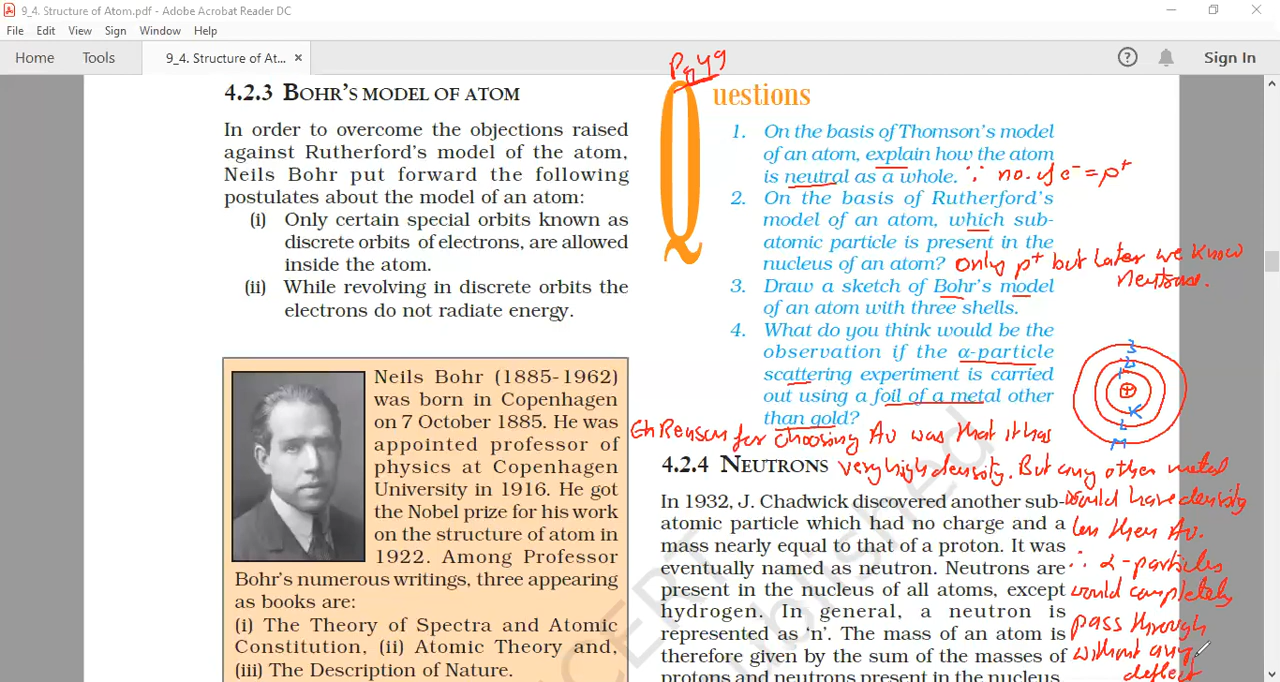 9_4. Structure of Atom.pdf - Adobe Acrobat Reader DC
File Edit View Sign Window Help
Home Tools 9_4. Structure of At... × Sign In
4.2.3 BOHR'S MODEL OF ATOM
In order to overcome the objections raised
against Rutherford's model of the atom,
Neils Bohr put forward the following
postulates about the model of an atom:
(i) Only certain special orbits known as
discrete orbits of electrons, are allowed
inside the atom.
(ii) While revolving in discrete orbits the
electrons do not radiate energy.
Neils Bohr (1885-1962)
was born in Copenhagen
on 7 October 1885. He was
appointed professor of
physics at Copenhagen
University in 1916. He got
the Nobel prize for his work
on the structure of atom in
1922. Among Professor
Bohr's numerous writings, three appearing
as books are:
(i) The Theory of Spectra and Atomic
Constitution, (ii) Atomic Theory and,
(iii) The Description of Nature.
Pg 49
Questions
1. On the basis of Thomson's model
of an atom, explain how the atom
is neutral as a whole. ∵ no. of e⁻ = p⁺
2. On the basis of Rutherford's
model of an atom, which sub-
atomic particle is present in the
nucleus of an atom? Only p⁺ but later we know
Neutrons.
3. Draw a sketch of Bohr's model
of an atom with three shells.
4. What do you think would be the
observation if the α-particle
scattering experiment is carried
out using a foil of a metal other
than gold?
3
2
1
+
K
L
M
Reason for choosing Au was that it has
very high density. But any other metal
would have density
less then Au.
∴ α-particles
would completely
pass through
without any
deflect
4.2.4 NEUTRONS
In 1932, J. Chadwick discovered another sub-
atomic particle which had no charge and a
mass nearly equal to that of a proton. It was
eventually named as neutron. Neutrons are
present in the nucleus of all atoms, except
hydrogen. In general, a neutron is
represented as 'n'. The mass of an atom is
therefore given by the sum of the masses of
protons and neutrons present in the nucleus.